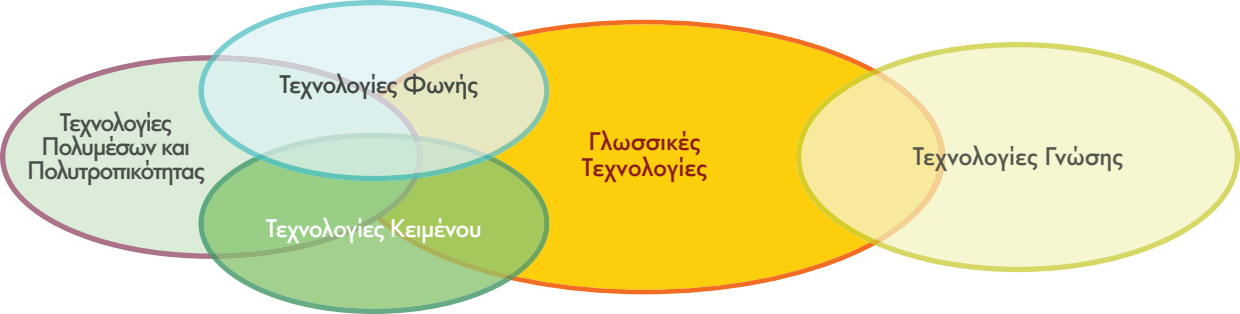 Τεχνολογίες Φωνής
Τεχνολογίες
Πολυμέσων και
Πολυτροπικότητας
Τεχνολογίες Κειμένου
Γλωσσικές
Τεχνολογίες
Τεχνολογίες Γνώσης